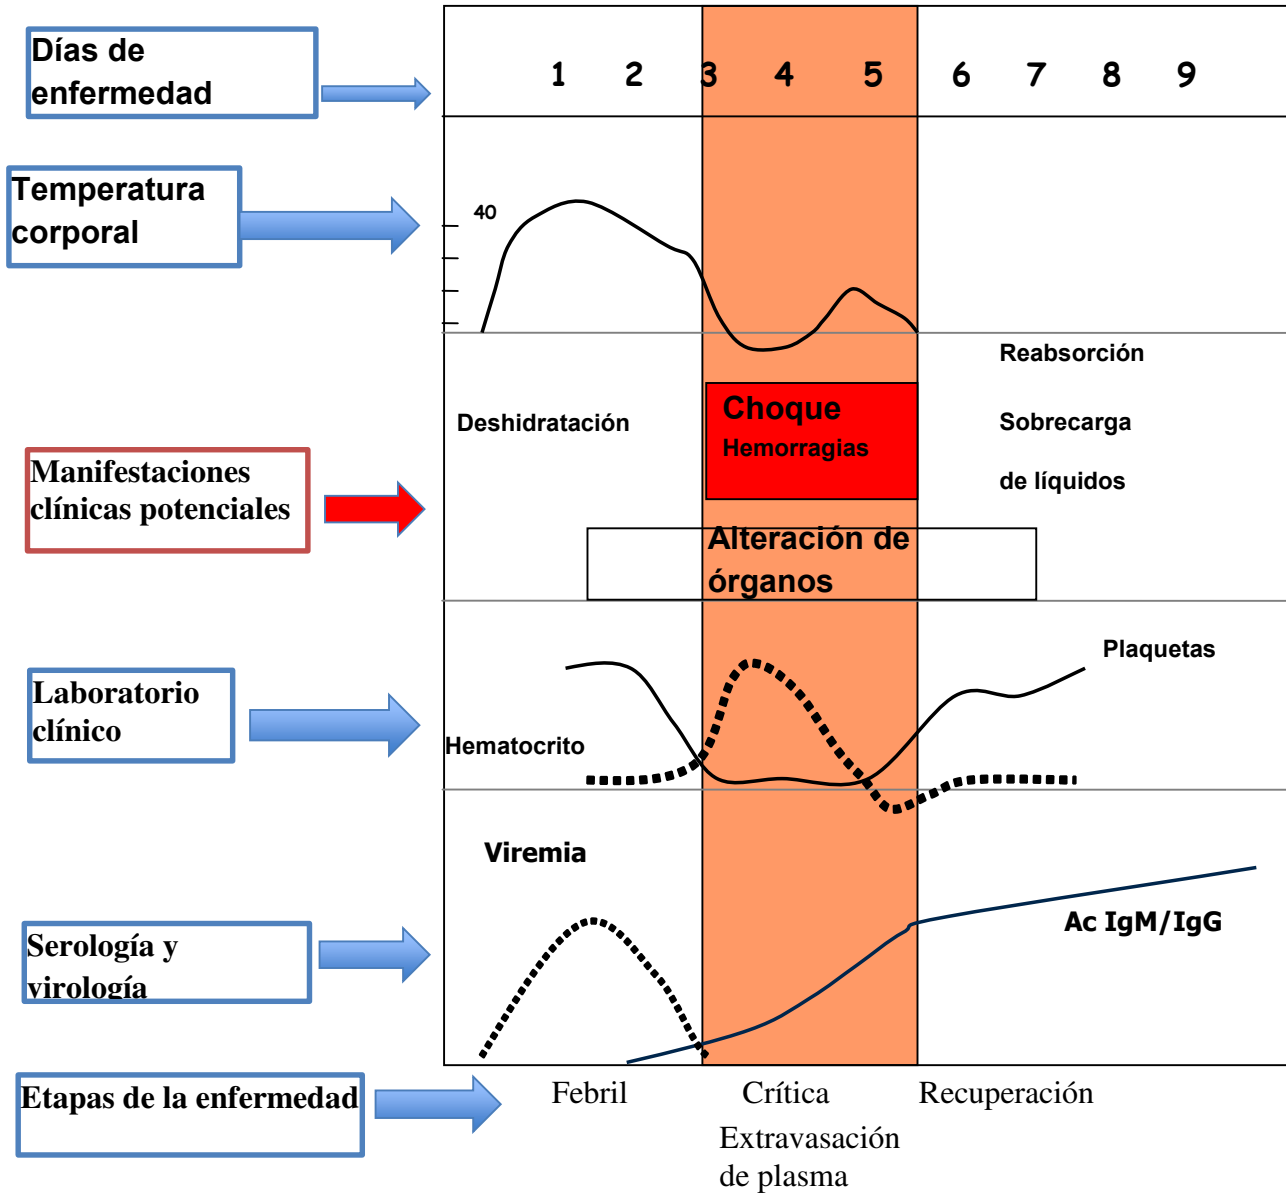 Días de
enfermedad
1 2 3 4 5 6 7 8 9
Temperatura
corporal
40
Manifestaciones
clínicas potenciales
Deshidratación
Choque
Hemorragias
Reabsorción
Sobrecarga
de líquidos
Alteración de
órganos
Laboratorio
clínico
Hematocrito
Plaquetas
Serología y
virología
Viremia
Ac IgM/IgG
Etapas de la enfermedad
Febril
Crítica
Recuperación
Extravasación
de plasma